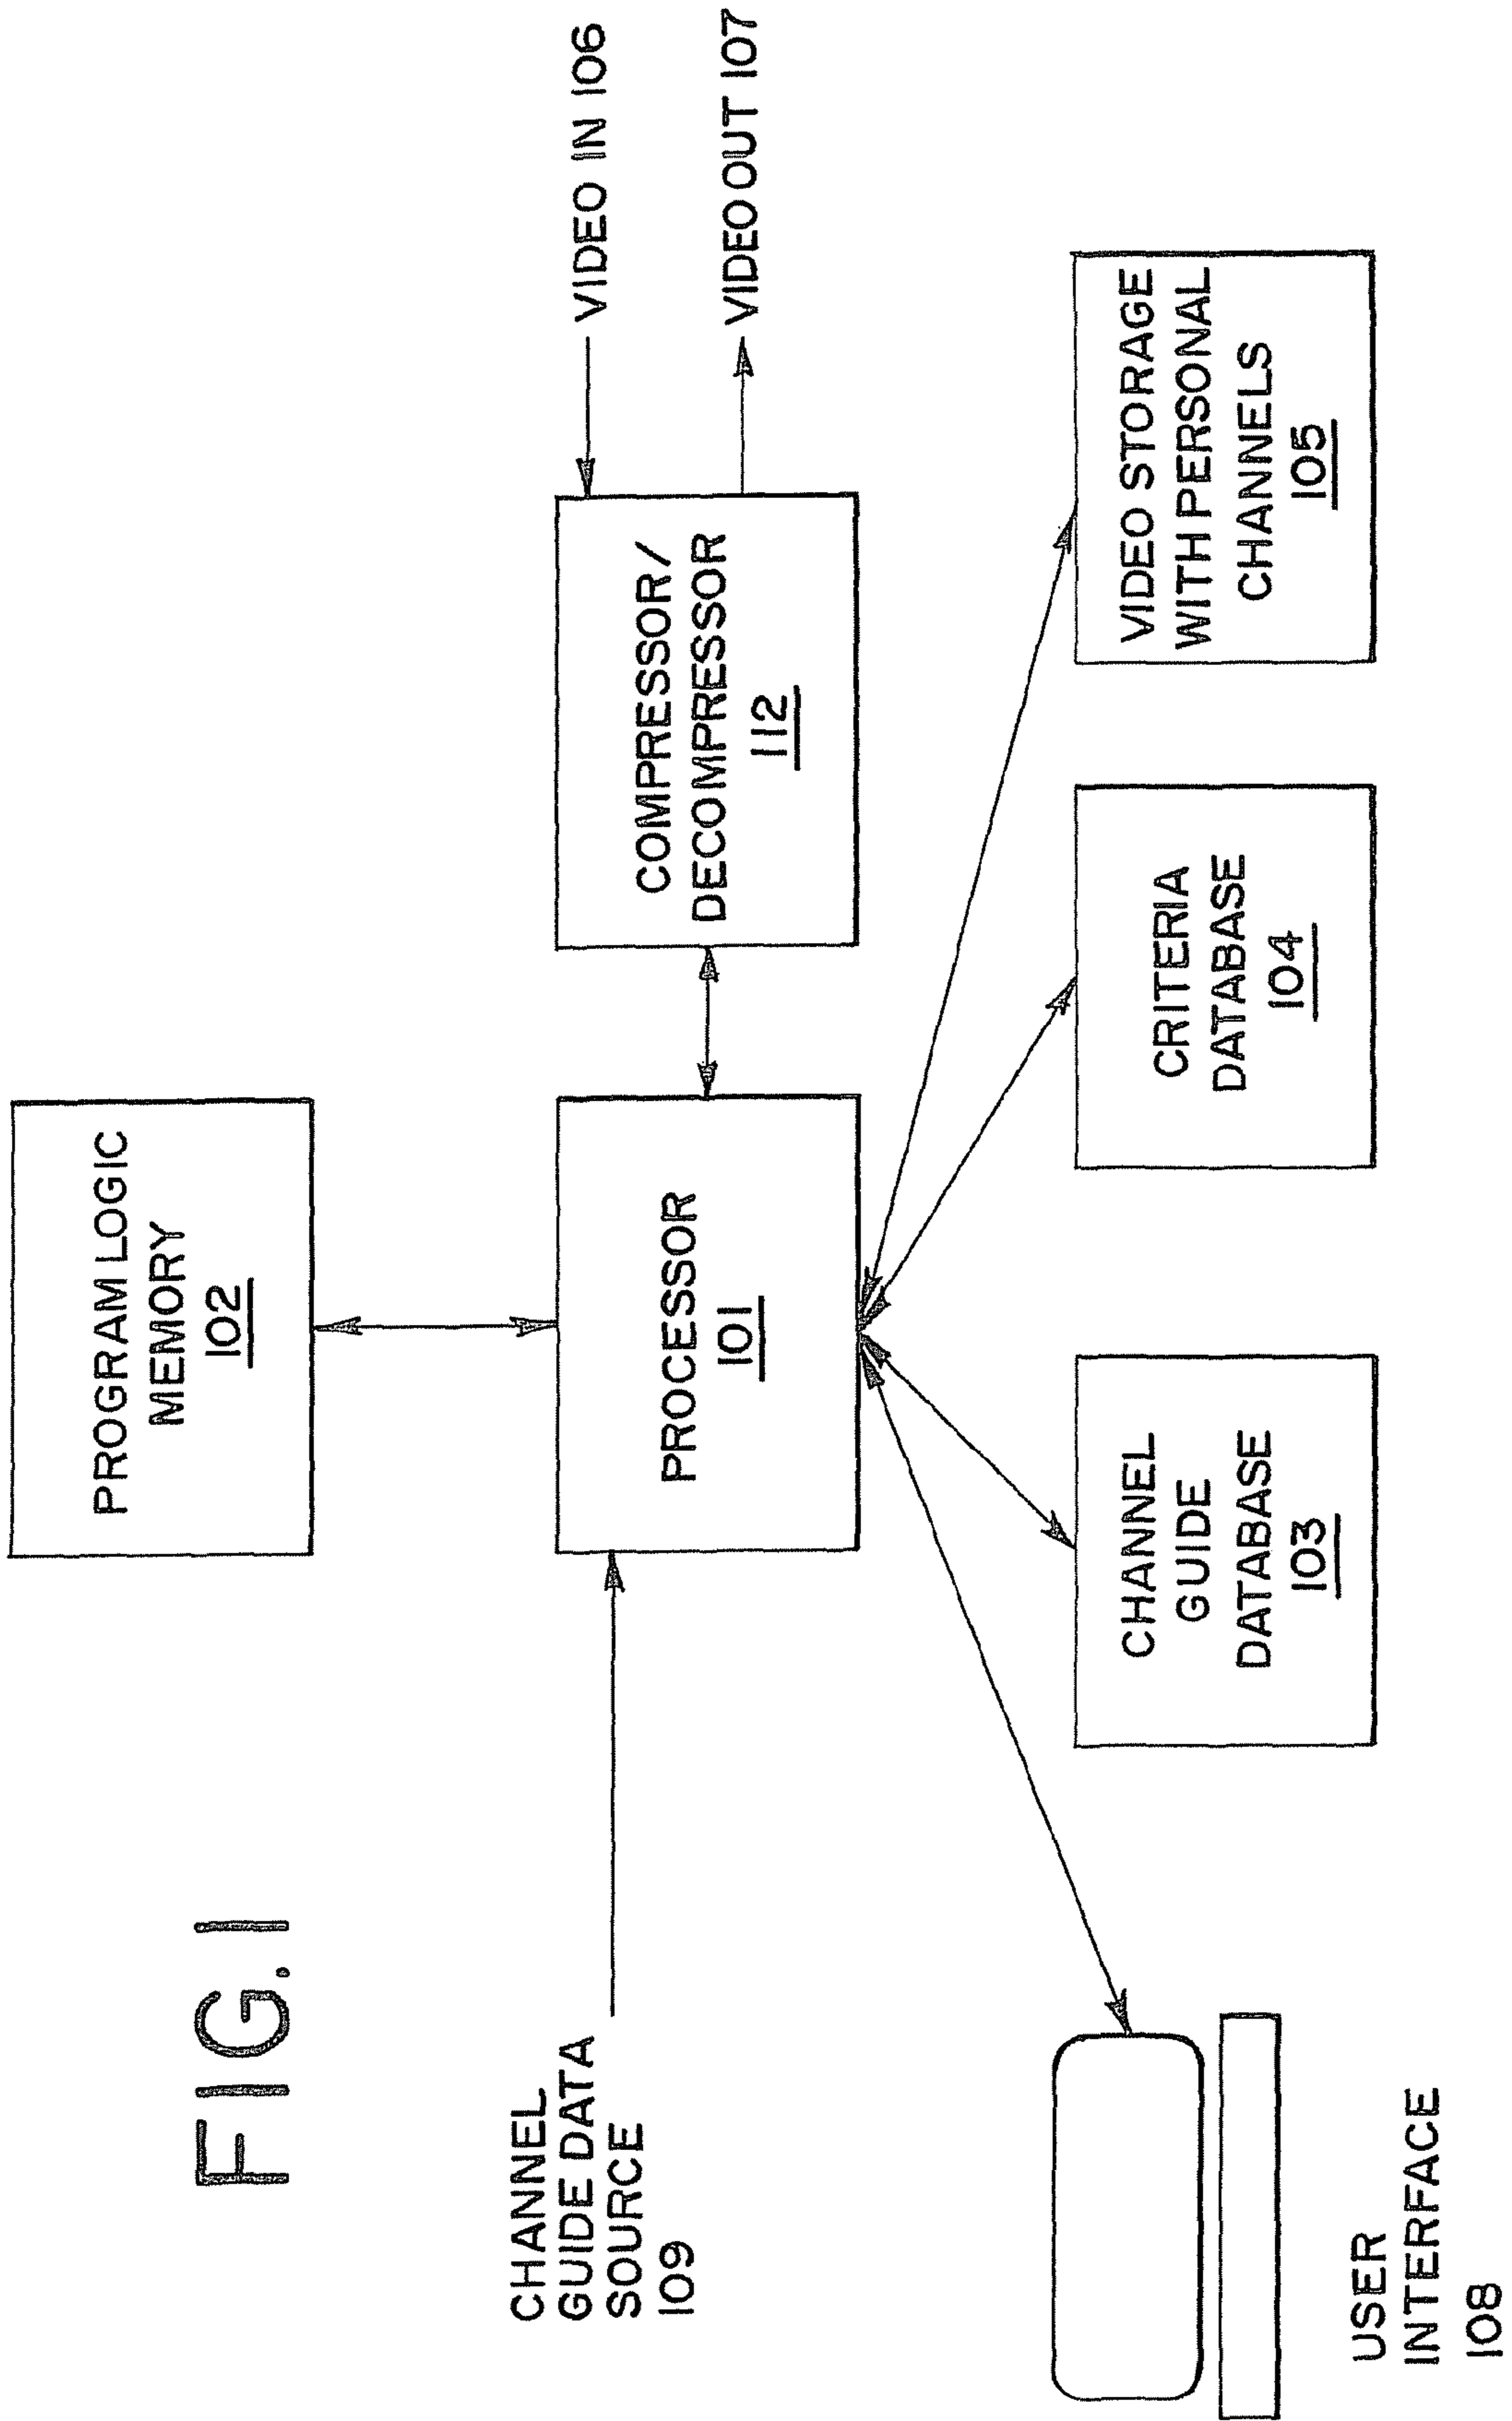 FIG. 1
PROGRAM LOGIC
MEMORY
102
CHANNEL
GUIDE DATA
SOURCE
109
PROCESSOR
101
COMPRESSOR/
DECOMPRESSOR
112
VIDEO IN 106
VIDEO OUT 107
USER
INTERFACE
108
CHANNEL
GUIDE
DATABASE
103
CRITERIA
DATABASE
104
VIDEO STORAGE
WITH PERSONAL
CHANNELS
105